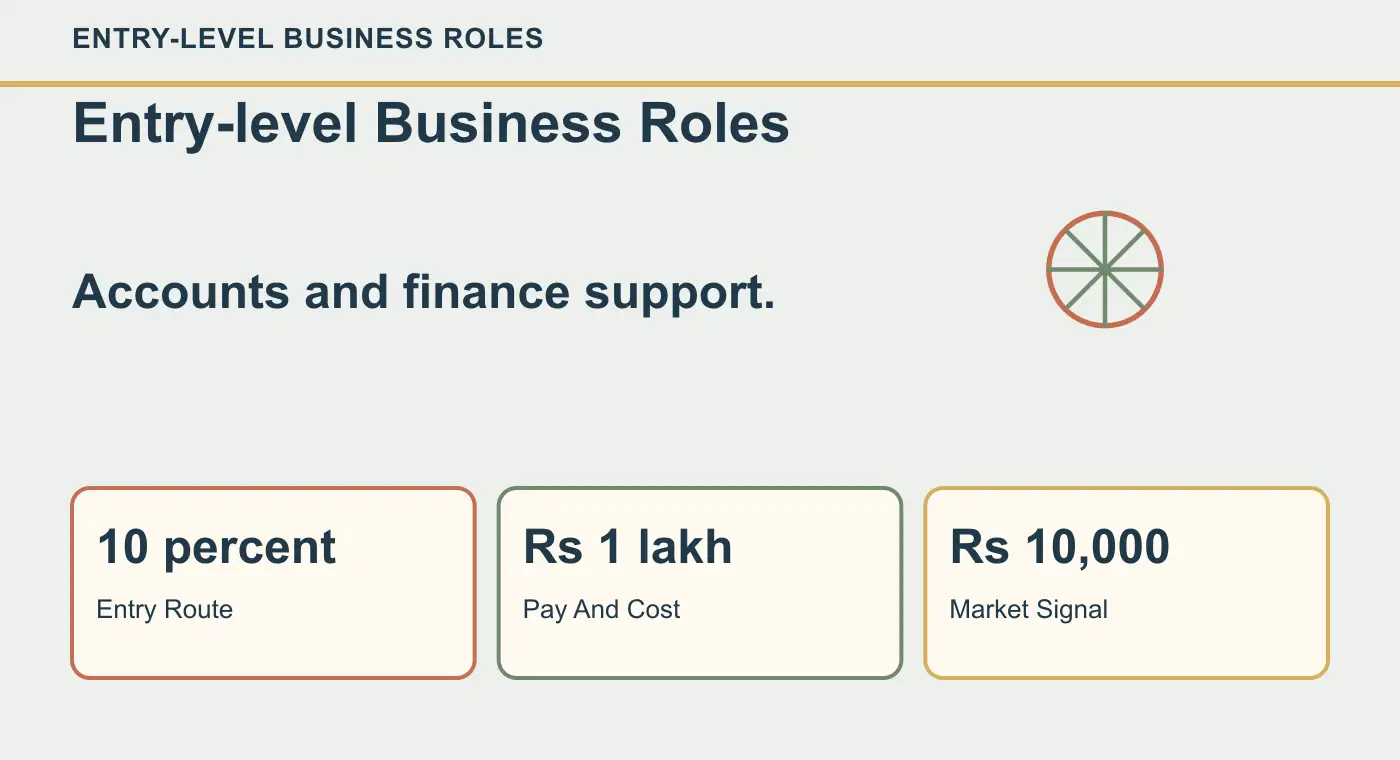 ENTRY-LEVEL BUSINESS ROLES
Entry-level Business Roles
Accounts and finance support.
10 percent
Entry Route
Rs 1 lakh
Pay And Cost
Rs 10,000
Market Signal